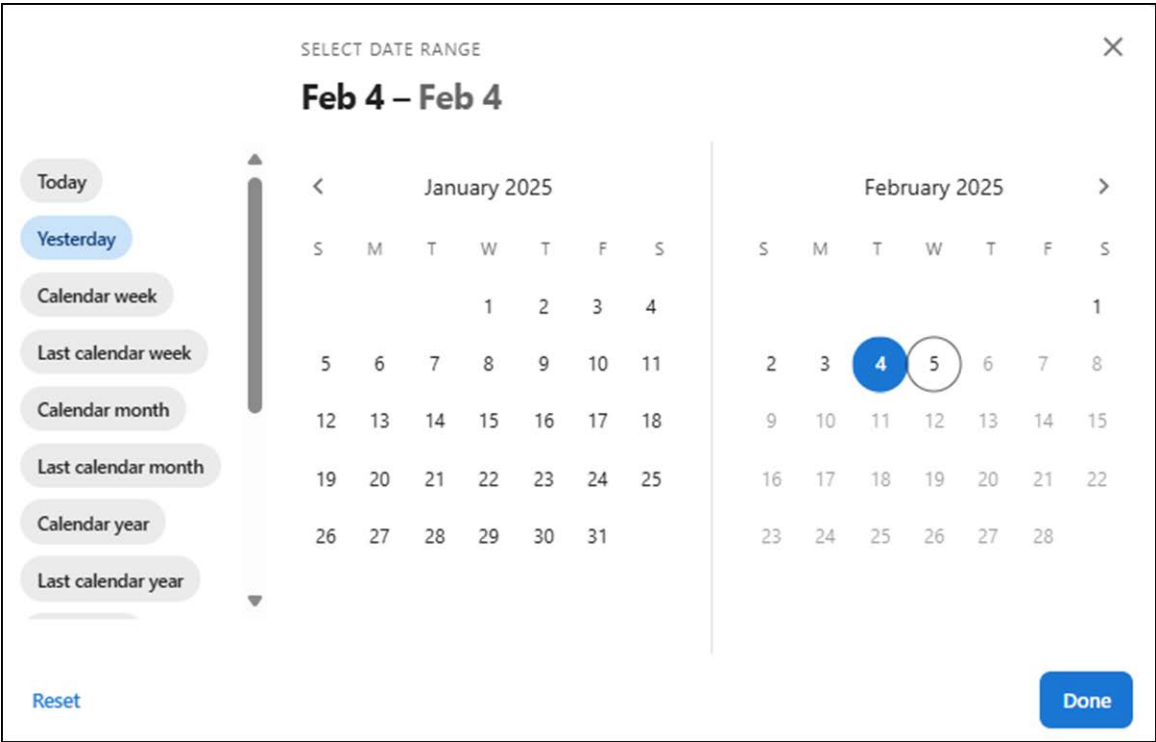 SELECT DATE RANGE
Feb 4 – Feb 4
Today
Yesterday
Calendar week
Last calendar week
Calendar month
Last calendar month
Calendar year
Last calendar year
January 2025
S M T W T F S
1 2 3 4
5 6 7 8 9 10 11
12 13 14 15 16 17 18
19 20 21 22 23 24 25
26 27 28 29 30 31
February 2025
S M T W T F S
1
2 3 4 5 6 7 8
9 10 11 12 13 14 15
16 17 18 19 20 21 22
23 24 25 26 27 28
Reset
Done